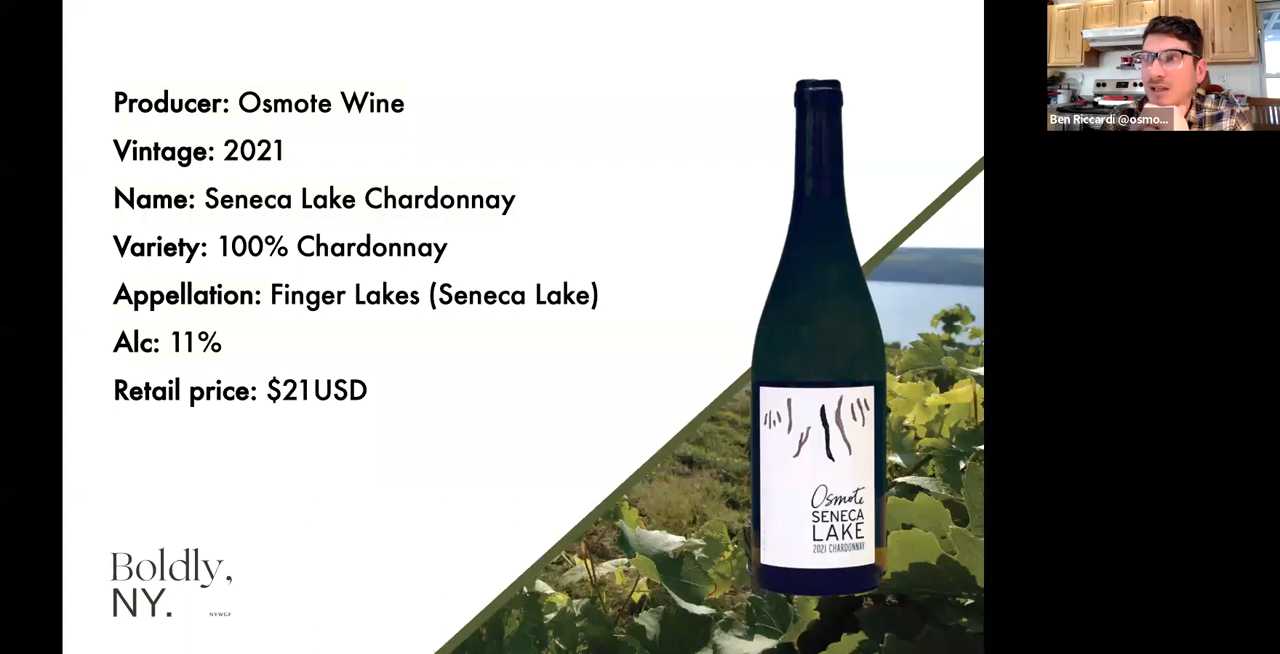 Producer: Osmote Wine
Vintage: 2021
Name: Seneca Lake Chardonnay
Variety: 100% Chardonnay
Appellation: Finger Lakes (Seneca Lake)
Alc: 11%
Retail price: $21USD
Boldly,
NY.
NYWGF
Osmote
SENECA
LAKE
2021 CHARDONNAY
Ben Riccardi @osmo...